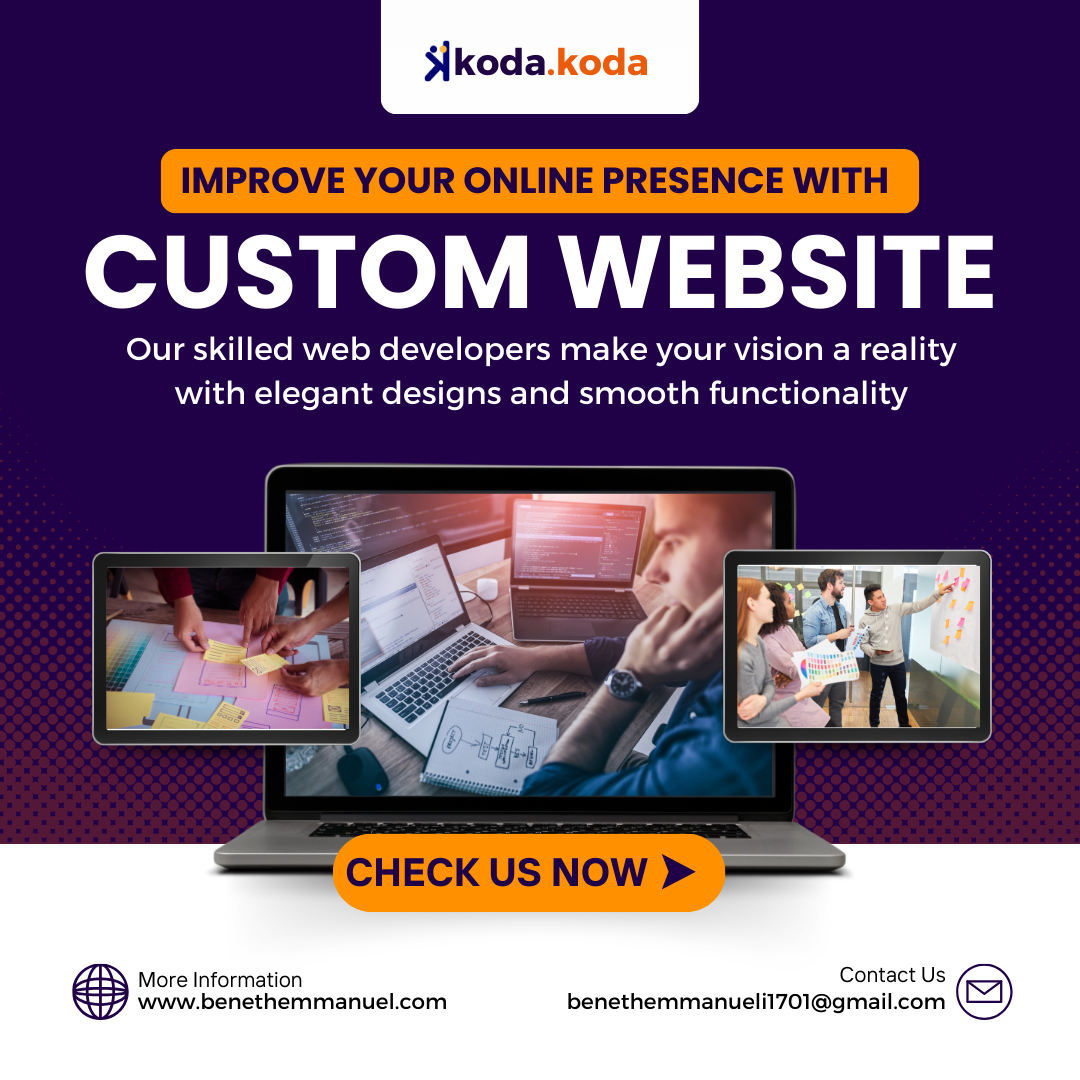 koda.koda
IMPROVE YOUR ONLINE PRESENCE WITH
CUSTOM WEBSITE
Our skilled web developers make your vision a reality
with elegant designs and smooth functionality
CHECK US NOW
More Information
www.benethemmanuel.com
Contact Us
benethemmanueli1701@gmail.com